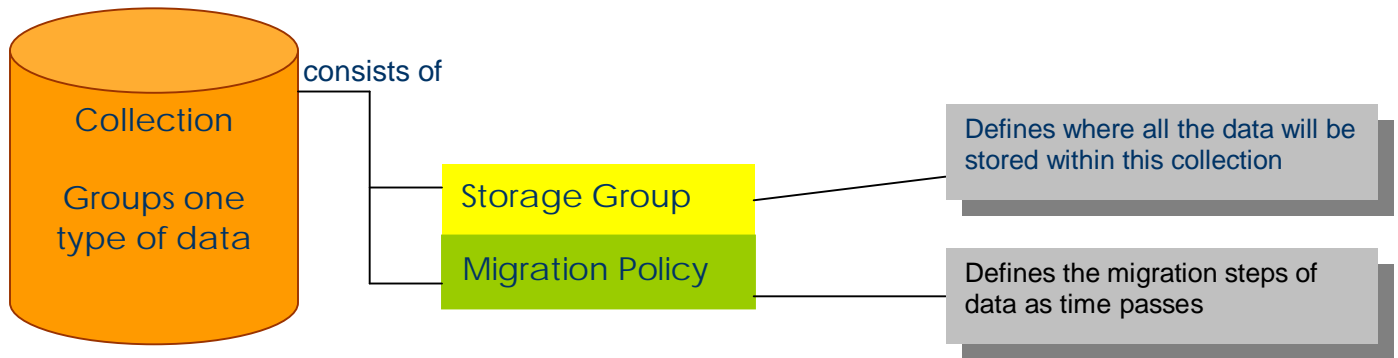 consists of
Collection
Groups one
type of data
Storage Group
Migration Policy
Defines where all the data will be
stored within this collection
Defines the migration steps of
data as time passes